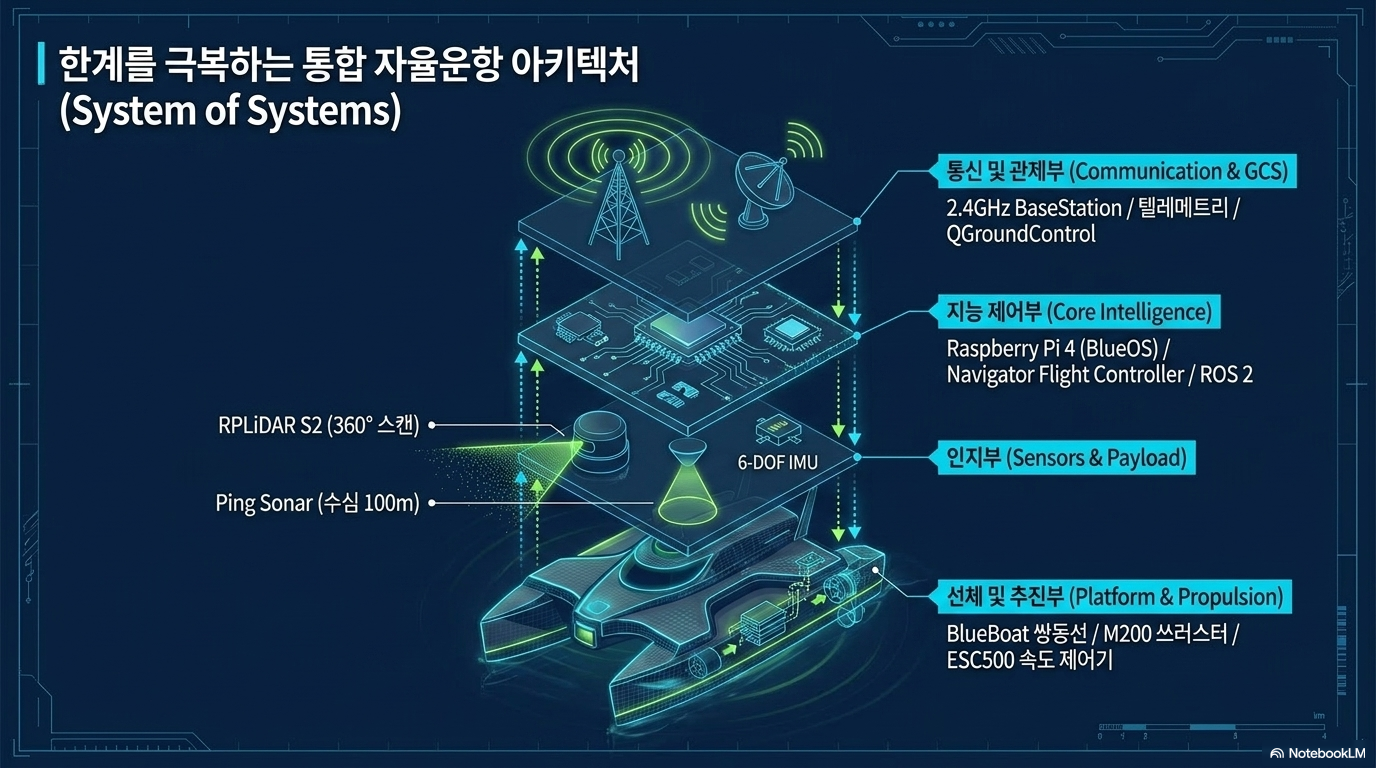 한계를 극복하는 통합 자율운항 아키텍처
(System of Systems)
통신 및 관제부 (Communication & GCS)
2.4GHz BaseStation / 텔레메트리 /
QGroundControl
지능 제어부 (Core Intelligence)
Raspberry Pi 4 (BlueOS) /
Navigator Flight Controller / ROS 2
RPLiDAR S2 (360° 스캔)
6-DOF IMU
인지부 (Sensors & Payload)
Ping Sonar (수심 100m)
선체 및 추진부 (Platform & Propulsion)
BlueBoat 쌍동선 / M200 쓰러스터 /
ESC500 속도 제어기
km
NotebookLM